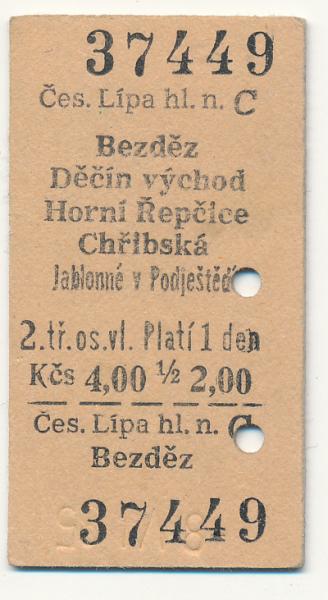 37449
Čes. Lípa hl. n. C
Bezděz
Děčín východ
Horní Řepčice
Chřibská
Jablonné v Podještědí
2.tř.os.vl. Platí 1 den
Kčs 4,00 ½ 2,00
Čes. Lípa hl. n. C
Bezděz
37449